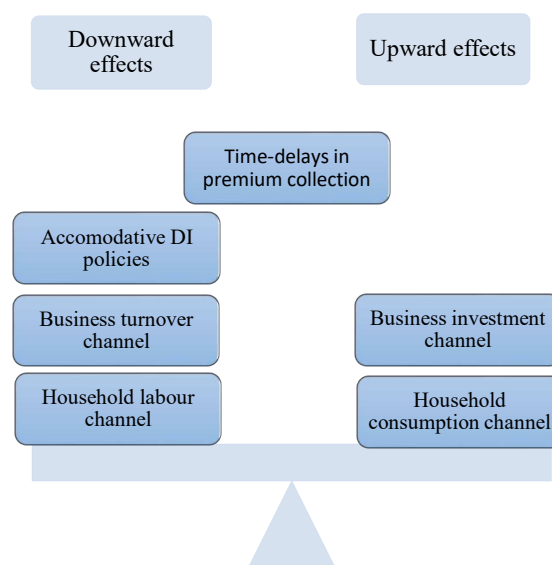 Downward
effects
Upward effects
Time-delays in
premium collection
Accomodative DI
policies
Business turnover
channel
Business investment
channel
Household labour
channel
Household
consumption channel